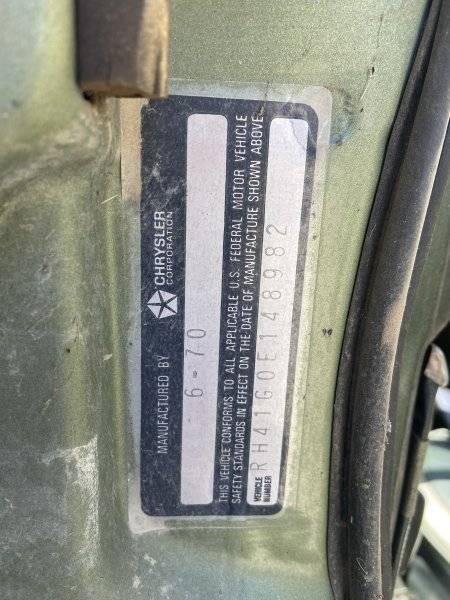 MANUFACTURED BY CHRYSLER CORPORATION
6-70
THIS VEHICLE CONFORMS TO ALL APPLICABLE U.S. FEDERAL MOTOR VEHICLE
SAFETY STANDARDS IN EFFECT ON THE DATE OF MANUFACTURE SHOWN ABOVE.
VEHICLE NUMBER RH41G0E148982